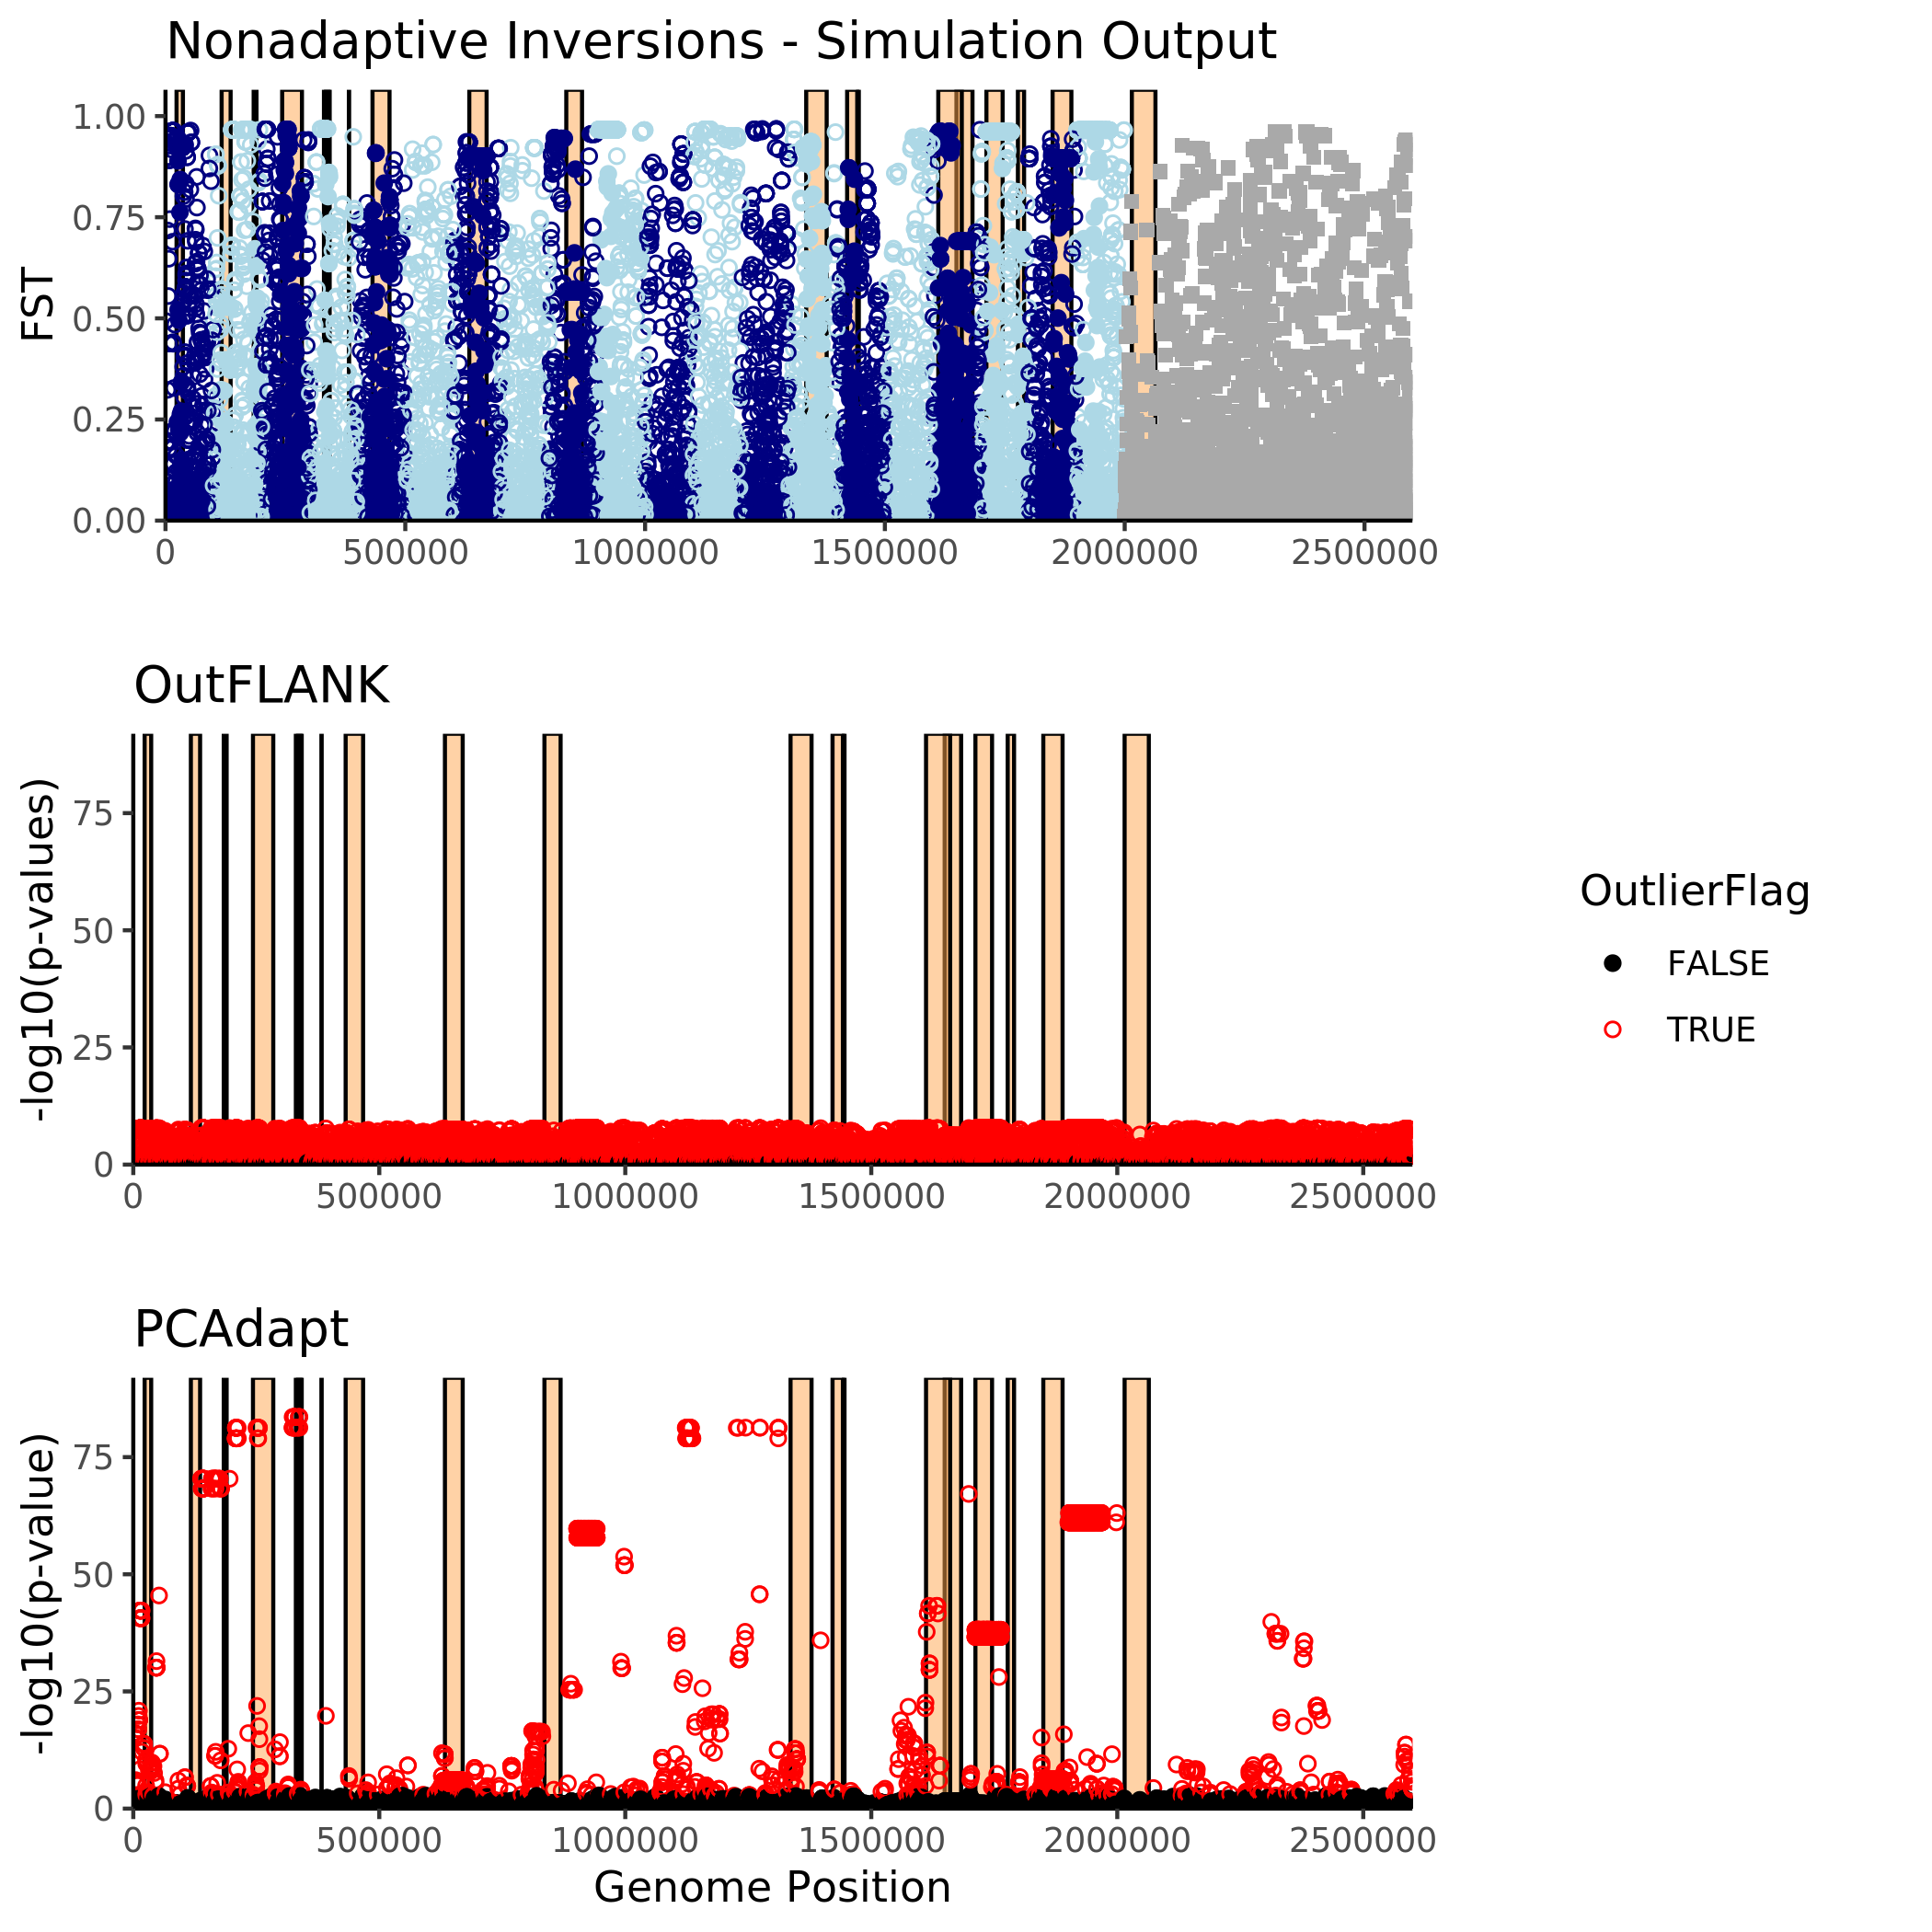 Nonadaptive Inversions - Simulation Output
FST
1.00
0.75
0.50
0.25
0.00
0 500000 1000000 1500000 2000000 2500000
OutFLANK
-log10(p-values)
75
50
25
0
0 500000 1000000 1500000 2000000 2500000
OutlierFlag
FALSE
TRUE
PCAdapt
-log10(p-value)
75
50
25
0
0 500000 1000000 1500000 2000000 2500000
Genome Position